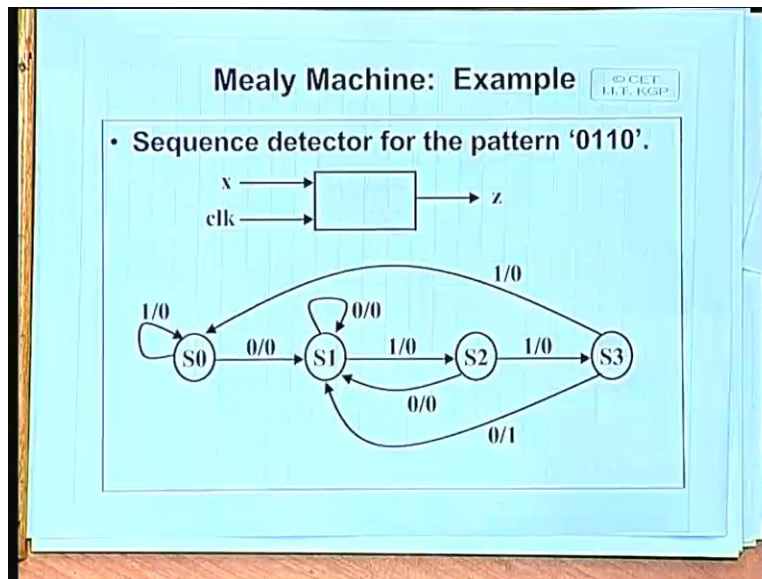 Mealy Machine: Example
© CET
I.I.T. KGP
• Sequence detector for the pattern ‘0110’.
x
z
clk
1/0
1/0
0/0
S0
0/0
S1
1/0
S2
1/0
S3
0/0
0/1